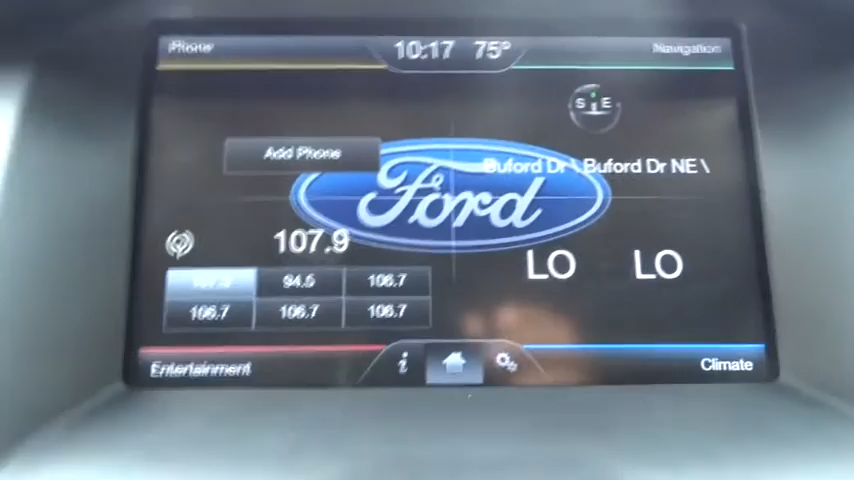 Phone 10:17 75° Navigation
S E
Add Phone
Buford Dr \ Buford Dr NE \
Ford
107.9
LO LO
94.5 106.7
106.7 106.7 106.7
Entertainment i Climate